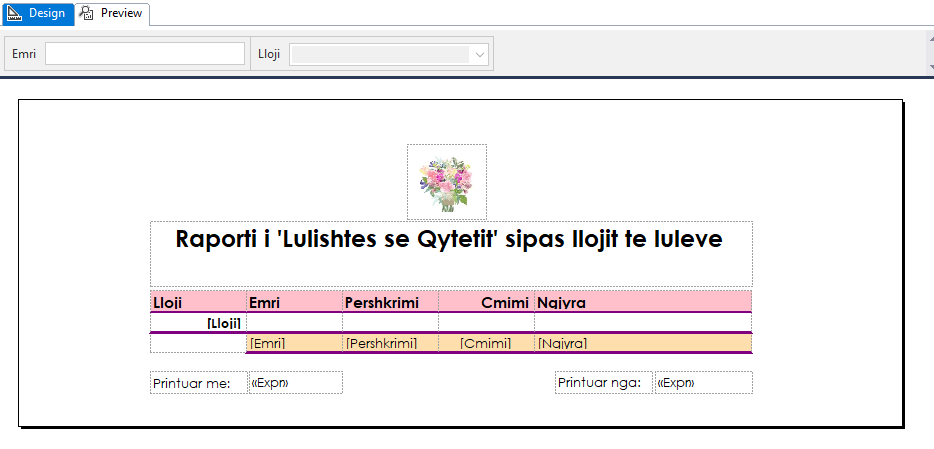 Design Preview
Emri Lloji
Raporti i 'Lulishtes se Qytetit' sipas llojit te luleve
Lloji Emri Pershkrimi Cmimi Ngjyra
[Lloji]
[Emri] [Pershkrimi] [Cmimi] [Ngjyra]
Printuar me: «Expr» Printuar nga: «Expr»